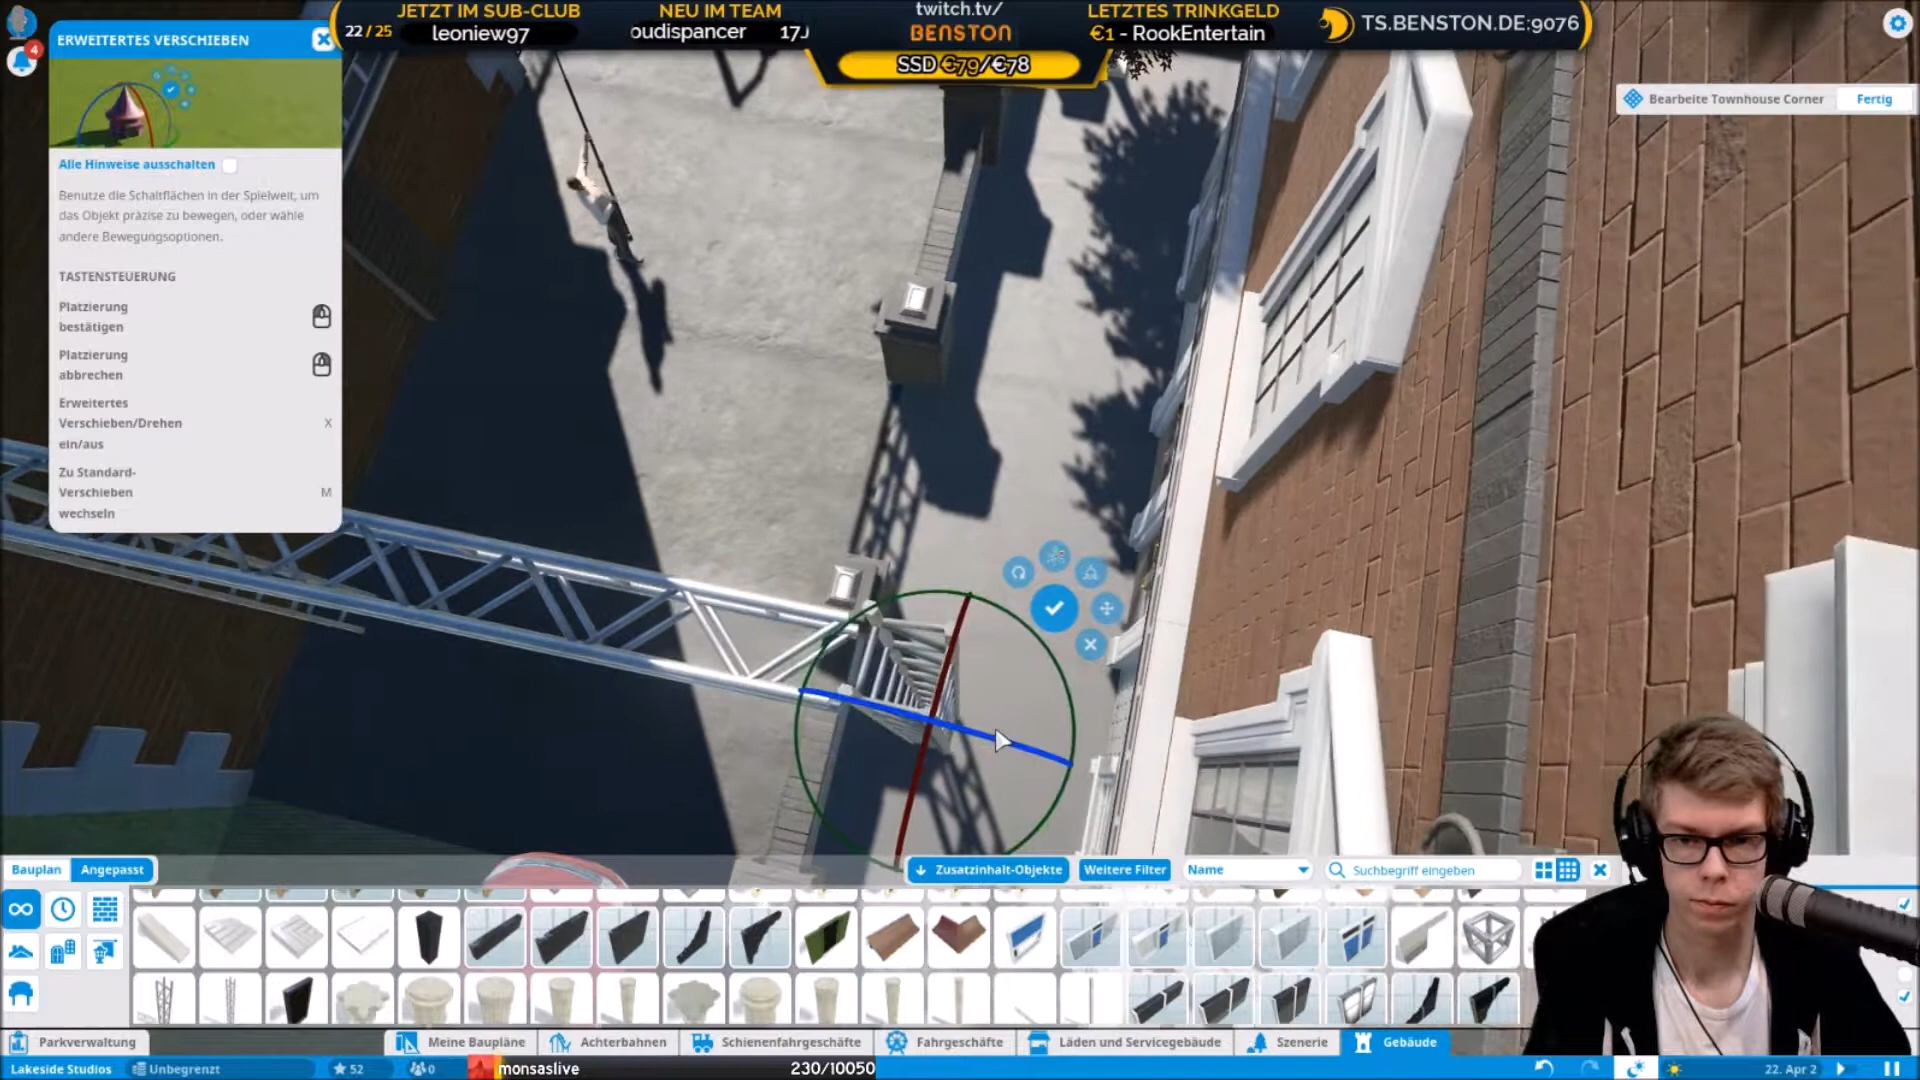 JETZT IM SUB-CLUB
22/25
leoniew97
NEU IM TEAM
oudispancer 17J
twitch.tv/
BENSTON
SSD €79/€78
LETZTES TRINKGELD
€1 - RookEntertain
TS.BENSTON.DE:9076
4
ERWEITERTES VERSCHIEBEN
Alle Hinweise ausschalten
Benutze die Schaltflächen in der Spielwelt, um
das Objekt präzise zu bewegen, oder wähle
andere Bewegungsoptionen.
TASTENSTEUERUNG
Platzierung
bestätigen
Platzierung
abbrechen
Erweitertes
Verschieben/Drehen X
ein/aus
Zu Standard-
Verschieben M
wechseln
Bearbeite Townhouse Corner Fertig
Bauplan Angepasst
Zusatzinhalt-Objekte Weitere Filter Name Suchbegriff eingeben
Parkverwaltung Meine Baupläne Achterbahnen Schienenfahrgeschäfte Fahrgeschäfte Läden und Servicegebäude Szenerie Gebäude
Lakeside Studios Unbegrenzt 52 0 monsaslive 230/10050 22. Apr 2